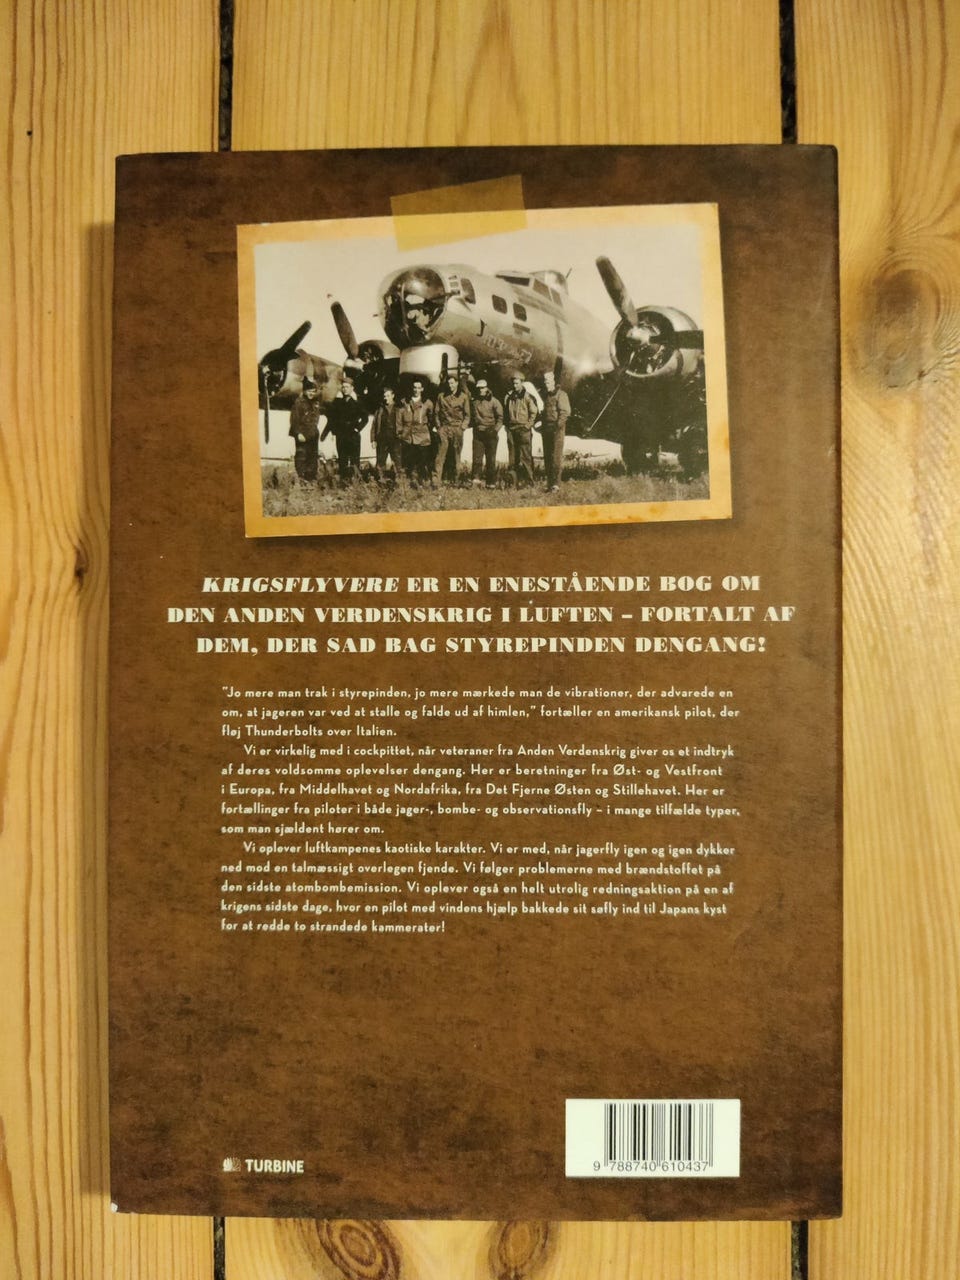 KRIGSFLYVERE ER EN ENESTÅENDE BOG OM
DEN ANDEN VERDENSKRIG I LUFTEN – FORTALT AF
DEM, DER SAD BAG STYREPINDEN DENGANG!
"Jo mere man trak i styrepinden, jo mere mærkede man de vibrationer, der advarede en
om, at jageren var ved at stalle og falde ud af himlen," fortæller en amerikansk pilot, der
fløj Thunderbolts over Italien.
Vi er virkelig med i cockpittet, når veteraner fra Anden Verdenskrig giver os et indtryk
af deres voldsomme oplevelser dengang. Her er beretninger fra Øst- og Vestfront
i Europa, fra Middelhavet og Nordafrika, fra Det Fjerne Østen og Stillehavet. Her er
fortællinger fra piloter i både jager-, bombe- og observationsfly – i mange tilfælde typer,
som man sjældent hører om.
Vi oplever luftkampenes kaotiske karakter. Vi er med, når jagerfly igen og igen dykker
ned mod en talmæssigt overlegen fjende. Vi følger problemerne med brændstoffet på
den sidste atombombemission. Vi oplever også en helt utrolig redningsaktion på en af
krigens sidste dage, hvor en pilot med vindens hjælp bakkede sit søfly ind til Japans kyst
for at redde to strandede kammerater!
TURBINE
9 788740 610437